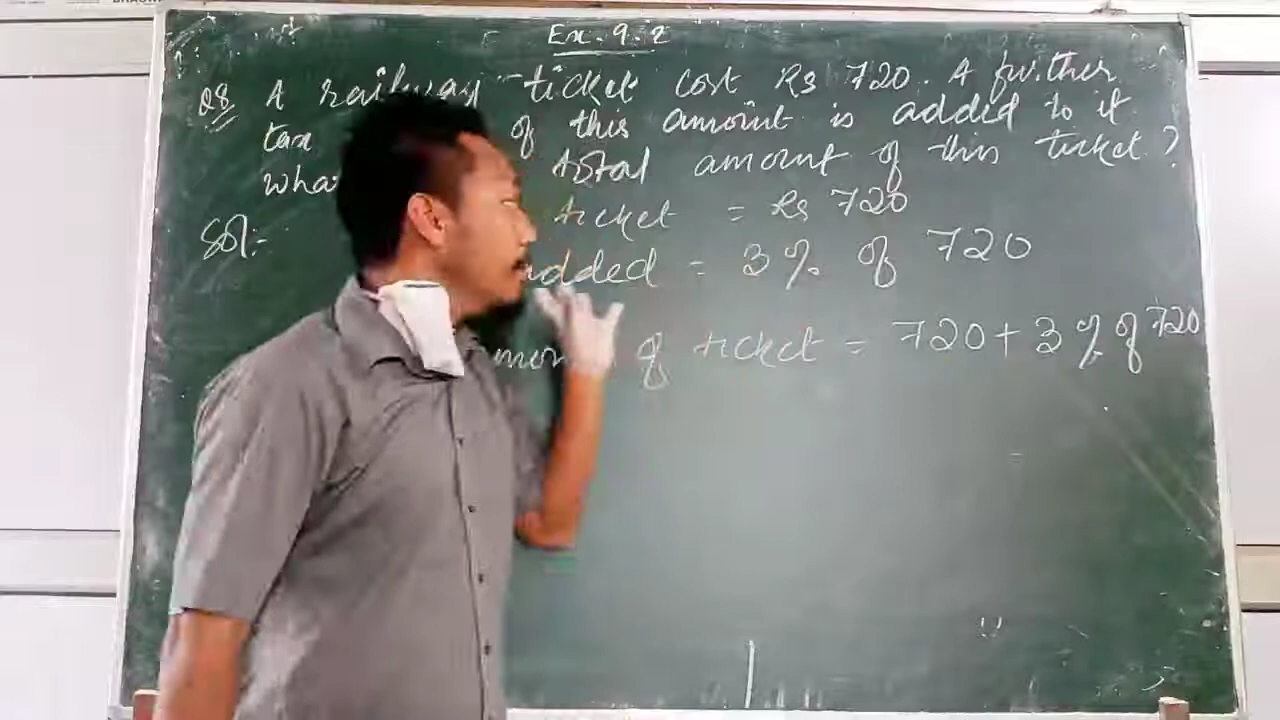 Ex. 9.2
Q8 A railway ticket cost Rs 720. A further
tax of this amount is added to it
what total amount of this ticket?
Sol:- ticket = Rs 720
added = 3% of 720
of ticket = 720 + 3% of 720